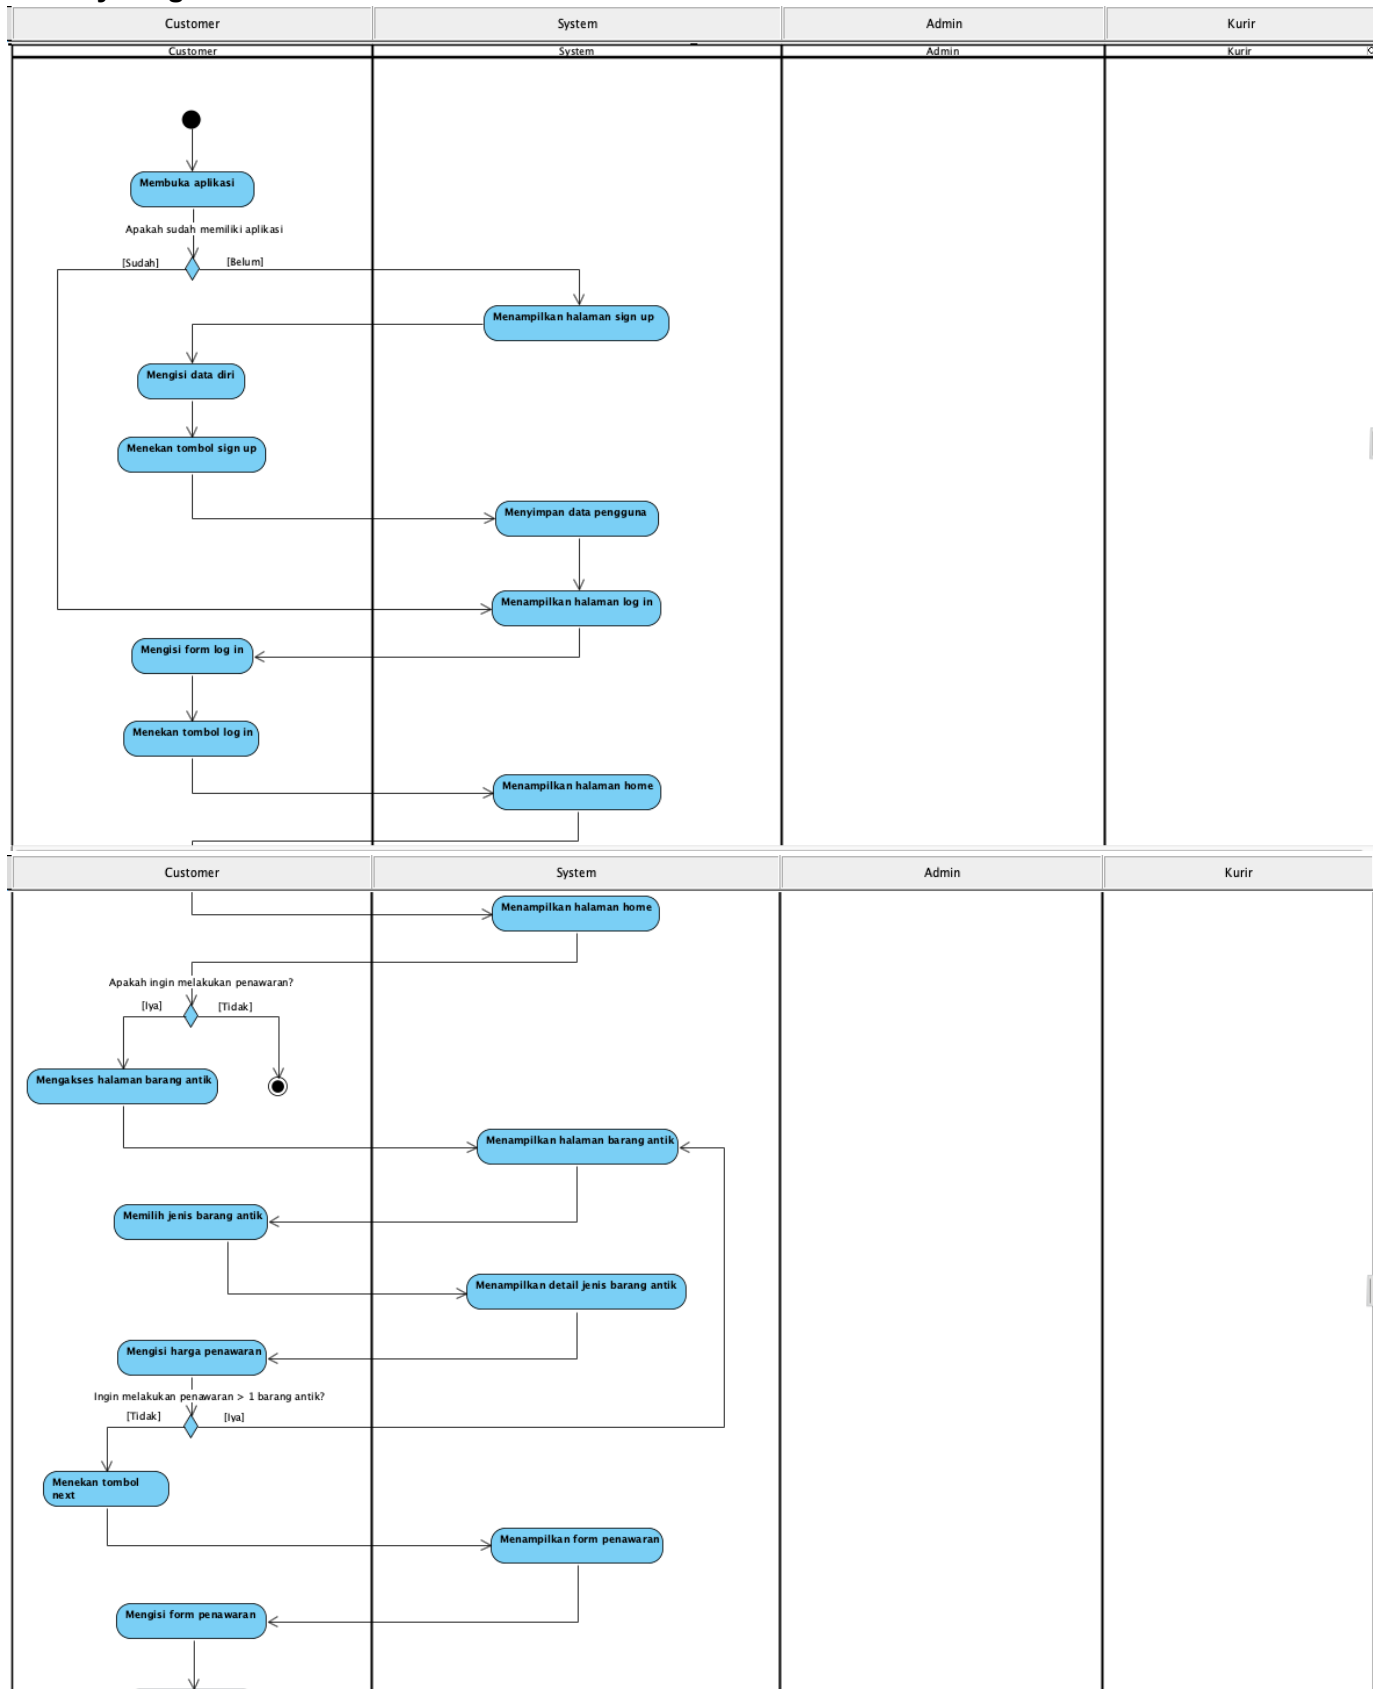 Customer System Admin Kurir
Customer System Admin Kurir
Membuka aplikasi
Apakah sudah memiliki aplikasi
[Sudah] [Belum]
Menampilkan halaman sign up
Mengisi data diri
Menekan tombol sign up
Menyimpan data pengguna
Menampilkan halaman log in
Mengisi form log in
Menekan tombol log in
Menampilkan halaman home
Customer System Admin Kurir
Menampilkan halaman home
Apakah ingin melakukan penawaran?
[Iya] [Tidak]
Mengakses halaman barang antik
Menampilkan halaman barang antik
Memilih jenis barang antik
Menampilkan detail jenis barang antik
Mengisi harga penawaran
Ingin melakukan penawaran > 1 barang antik?
[Tidak] [Iya]
Menekan tombol
next
Menampilkan form penawaran
Mengisi form penawaran